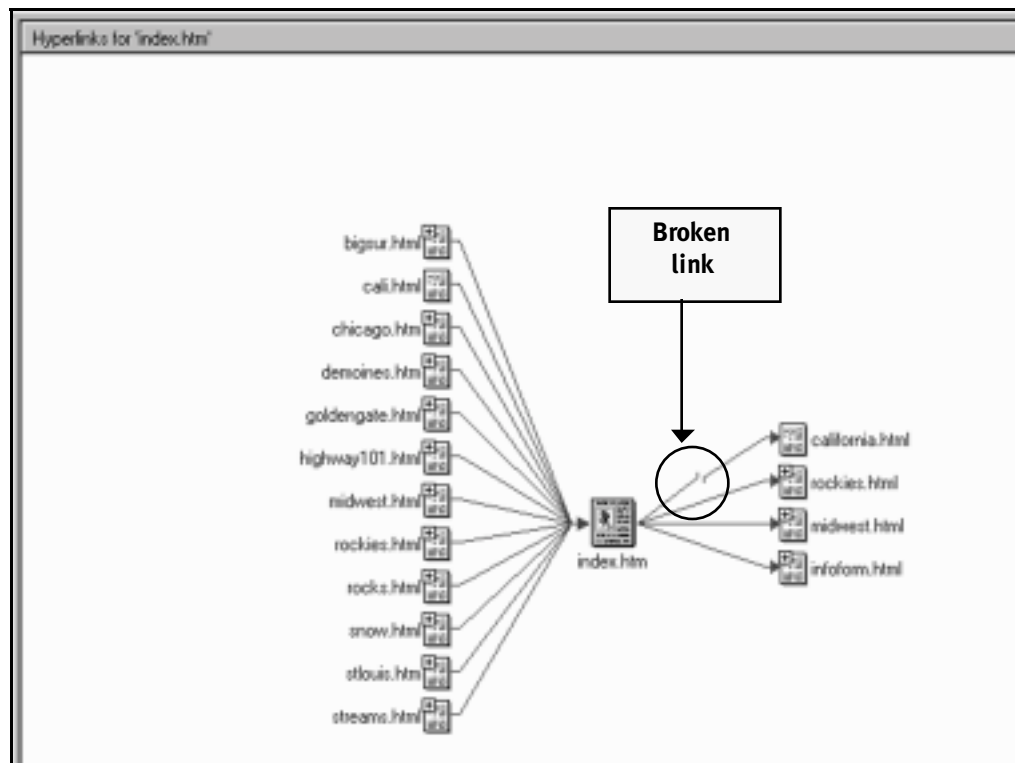 Hyperlinks for 'index.htm'
Broken
link
bigsur.html
cali.html
chicago.htm
demoines.htm
goldengate.html
highway101.html
midwest.html
rockies.html
rocks.html
snow.html
stlouis.htm
streams.html
index.htm
california.html
rockies.html
midwest.html
infoform.html